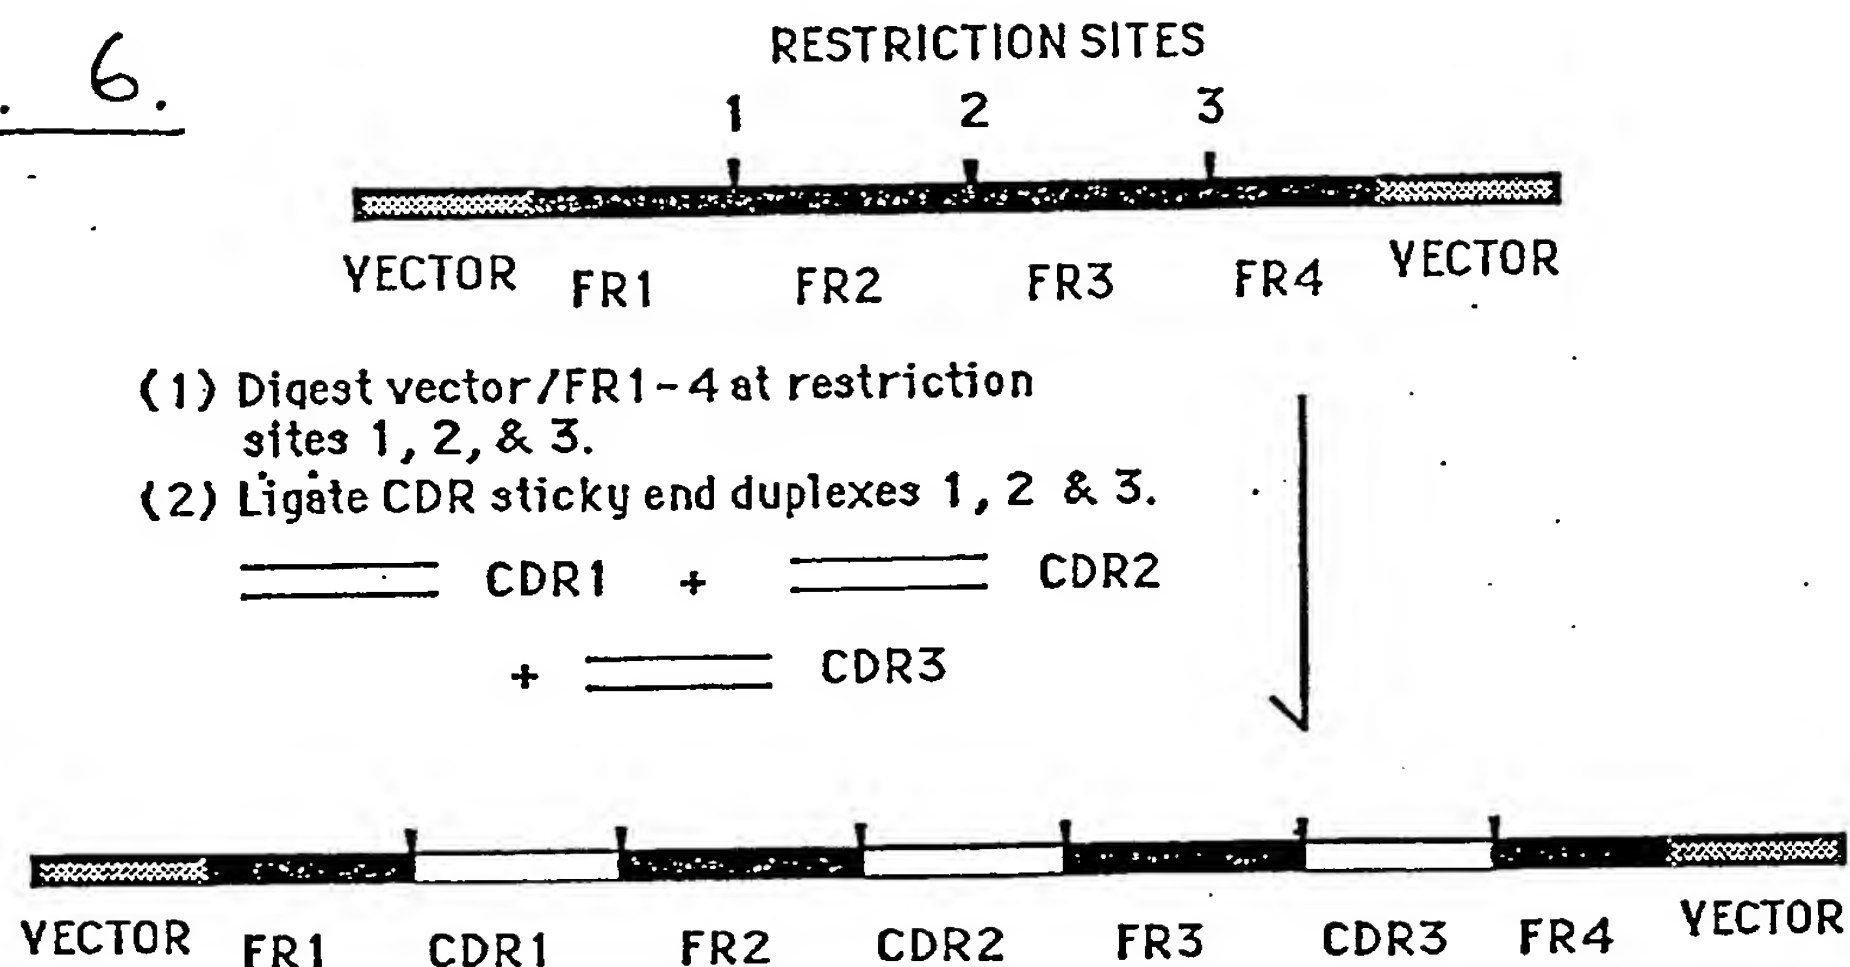 . 6.
RESTRICTION SITES
1 2 3
VECTOR FR1 FR2 FR3 FR4 VECTOR
(1) Digest vector/FR1-4 at restriction
sites 1, 2, & 3.
(2) Ligate CDR sticky end duplexes 1, 2 & 3.
CDR1 + CDR2
+ CDR3
VECTOR FR1 CDR1 FR2 CDR2 FR3 CDR3 FR4 VECTOR